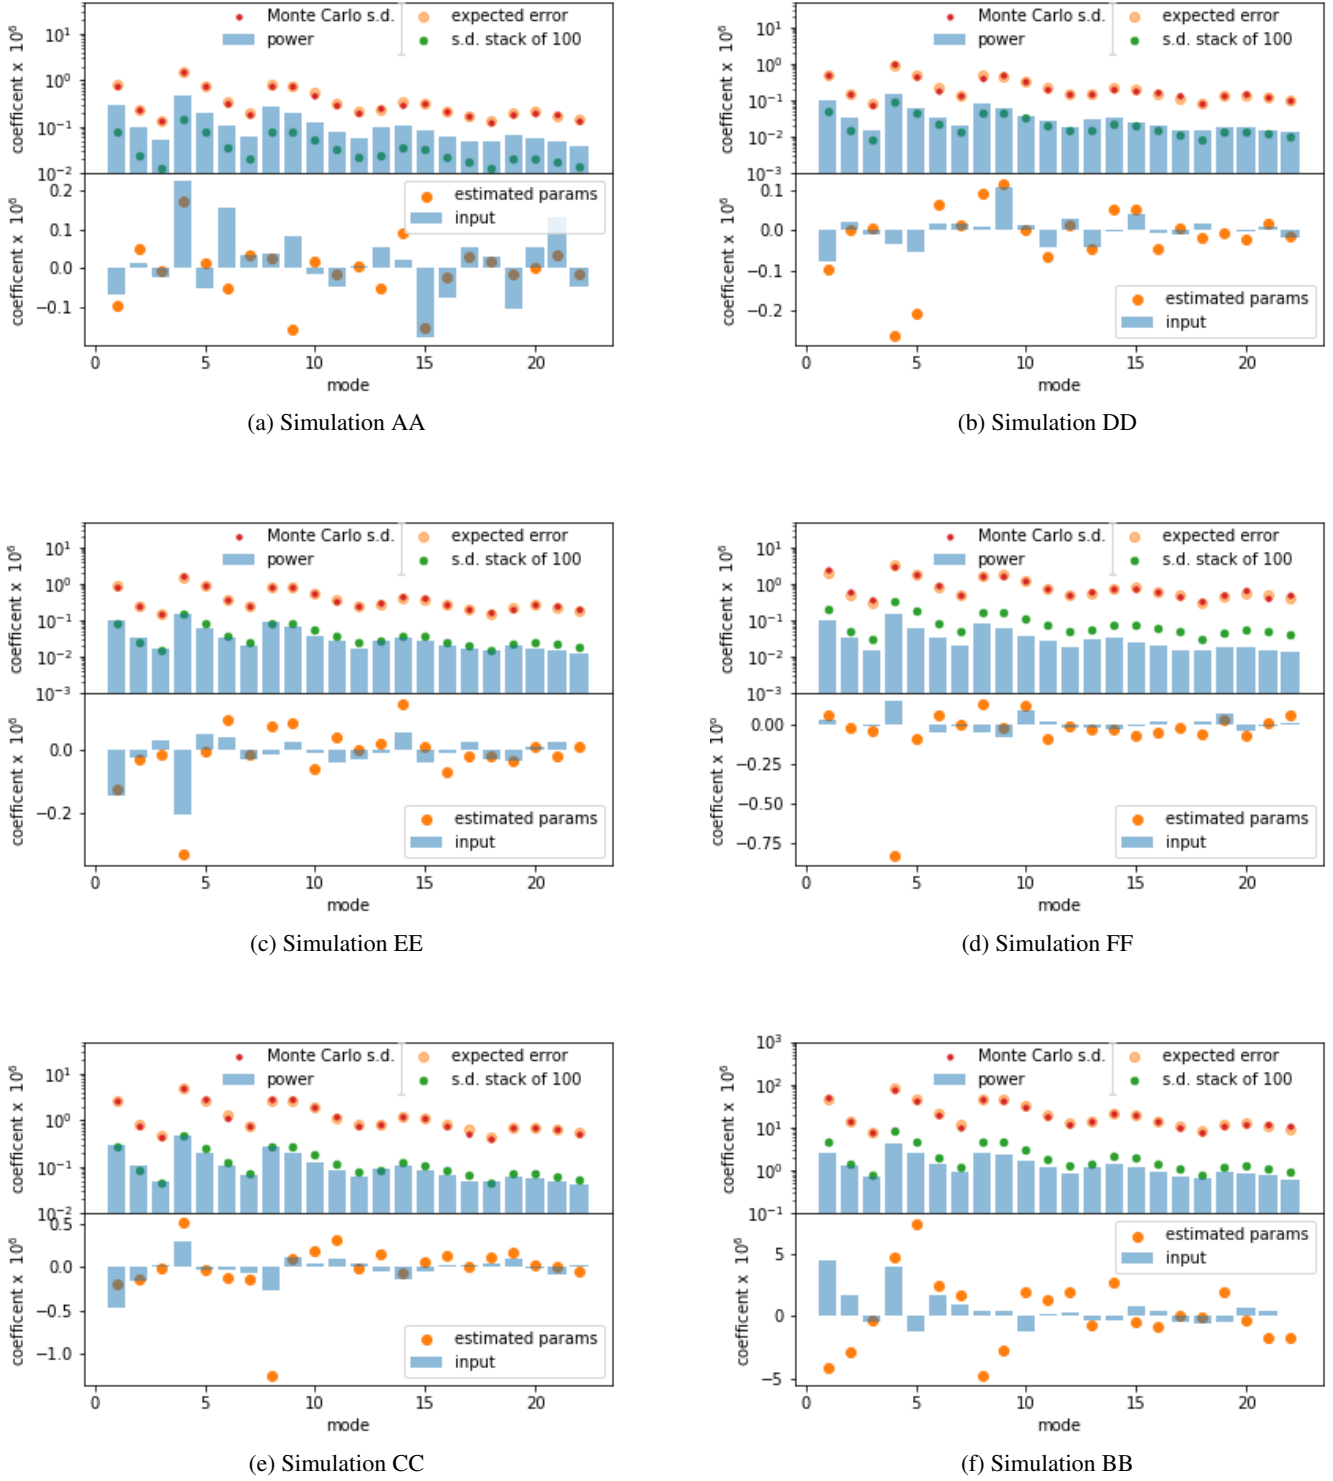 Monte Carlo s.d. expected error
power s.d. stack of 100
coefficent x 10⁶
10¹
10⁰
10⁻¹
10⁻²
estimated params
input
coefficent x 10⁶
0.2
0.1
0.0
−0.1
0 5 10 15 20
mode
(a) Simulation AA
Monte Carlo s.d. expected error
power s.d. stack of 100
coefficent x 10⁶
10¹
10⁰
10⁻¹
10⁻²
10⁻³
coefficent x 10⁶
0.1
0.0
−0.1
−0.2
estimated params
input
0 5 10 15 20
mode
(b) Simulation DD
Monte Carlo s.d. expected error
power s.d. stack of 100
coefficent x 10⁶
10¹
10⁰
10⁻¹
10⁻²
10⁻³
coefficent x 10⁶
0.0
−0.2
estimated params
input
0 5 10 15 20
mode
(c) Simulation EE
Monte Carlo s.d. expected error
power s.d. stack of 100
coefficent x 10⁶
10¹
10⁰
10⁻¹
10⁻²
10⁻³
coefficent x 10⁶
0.00
−0.25
−0.50
−0.75
estimated params
input
0 5 10 15 20
mode
(d) Simulation FF
Monte Carlo s.d. expected error
power s.d. stack of 100
coefficent x 10⁶
10¹
10⁰
10⁻¹
10⁻²
coefficent x 10⁶
0.5
0.0
−0.5
−1.0
estimated params
input
0 5 10 15 20
mode
(e) Simulation CC
Monte Carlo s.d. expected error
power s.d. stack of 100
coefficent x 10⁶
10³
10²
10¹
10⁰
10⁻¹
estimated params
input
coefficent x 10⁶
5
0
−5
0 5 10 15 20
mode
(f) Simulation BB